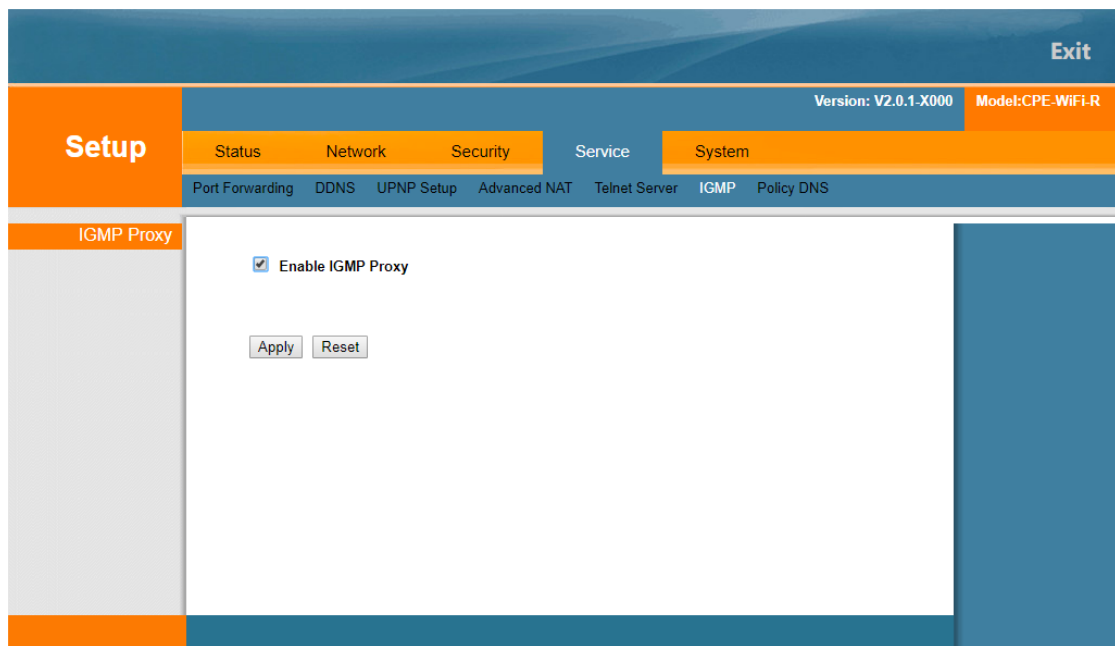 Exit
Version: V2.0.1-X000 Model:CPE-WiFi-R
Setup
Status Network Security Service System
Port Forwarding DDNS UPNP Setup Advanced NAT Telnet Server IGMP Policy DNS
IGMP Proxy
Enable IGMP Proxy
Apply Reset